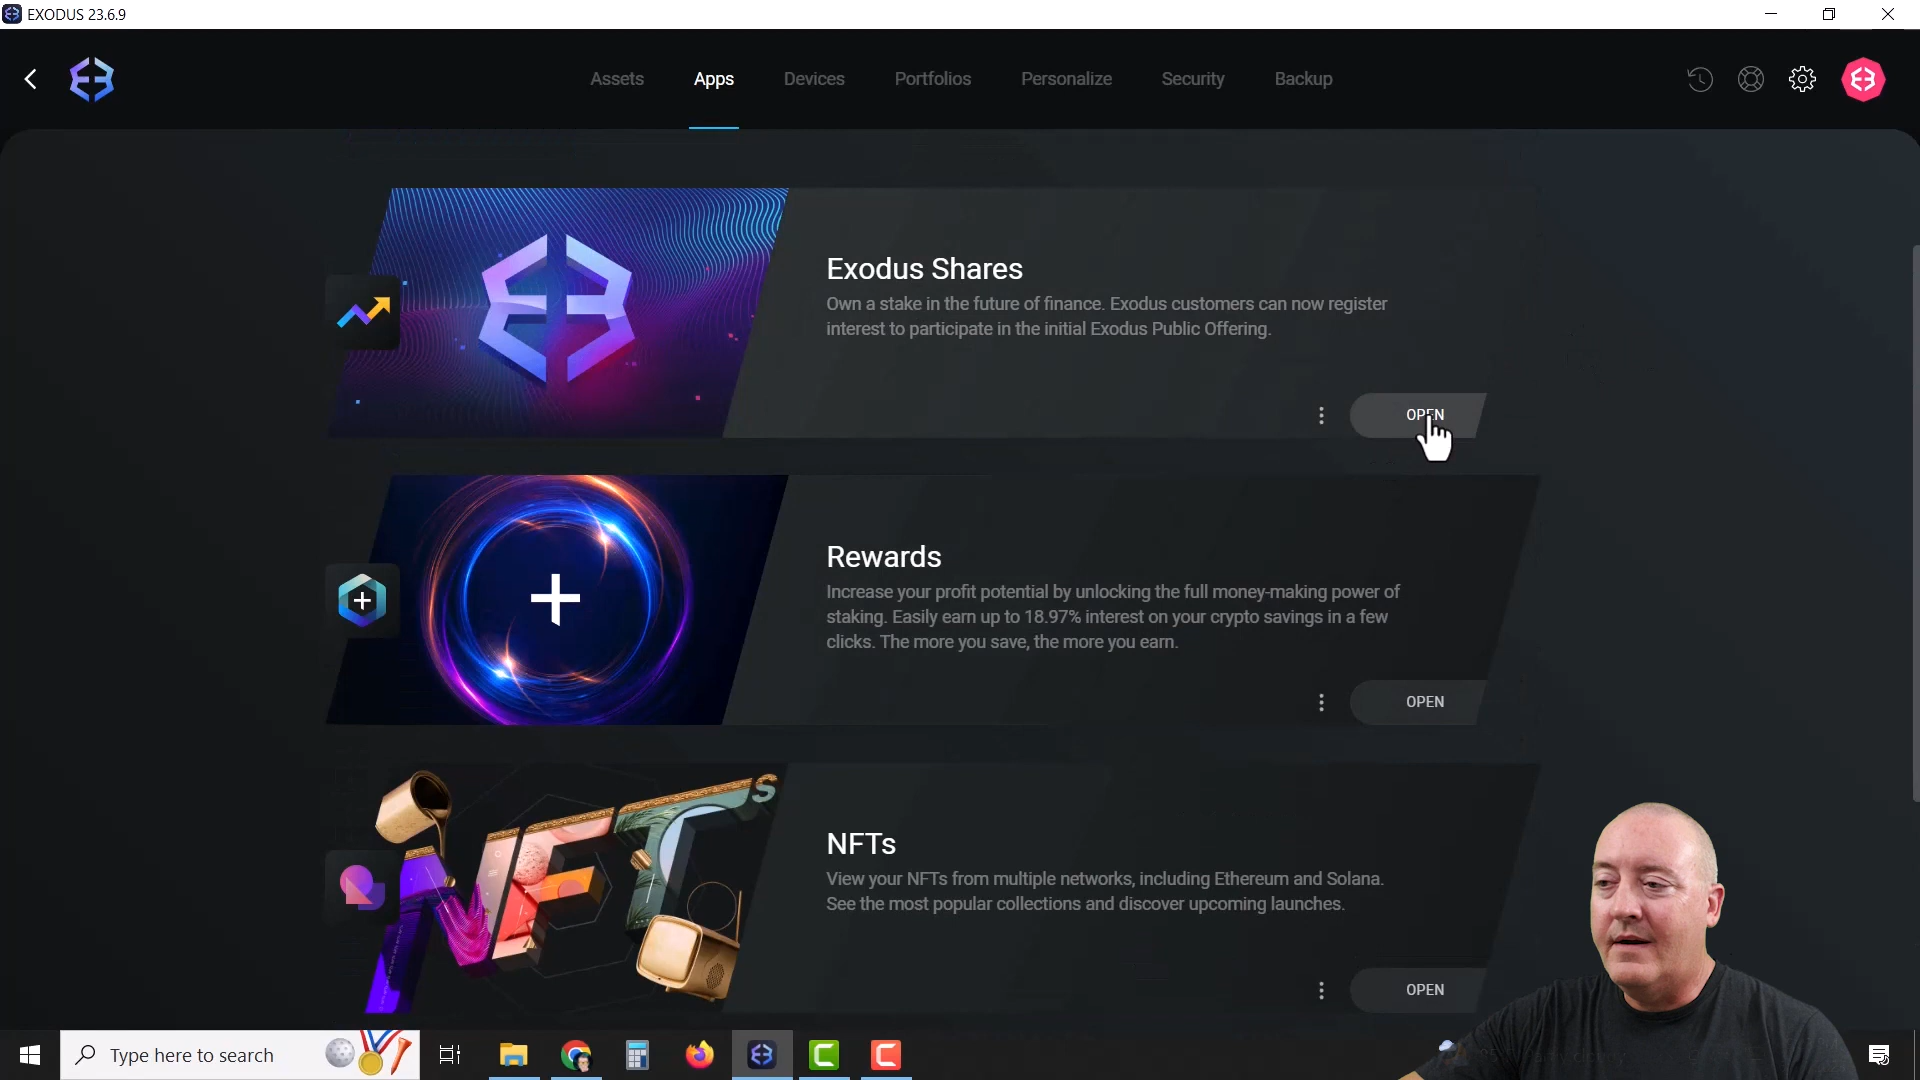 EXODUS 23.6.9
Assets
Apps
Devices
Portfolios
Personalize
Security
Backup
Exodus Shares
Own a stake in the future of finance. Exodus customers can now register
interest to participate in the initial Exodus Public Offering.
OPEN
Rewards
Increase your profit potential by unlocking the full money-making power of
staking. Easily earn up to 18.97% interest on your crypto savings in a few
clicks. The more you save, the more you earn.
OPEN
NFTs
NFTs
View your NFTs from multiple networks, including Ethereum and Solana.
See the most popular collections and discover upcoming launches.
OPEN
Type here to search